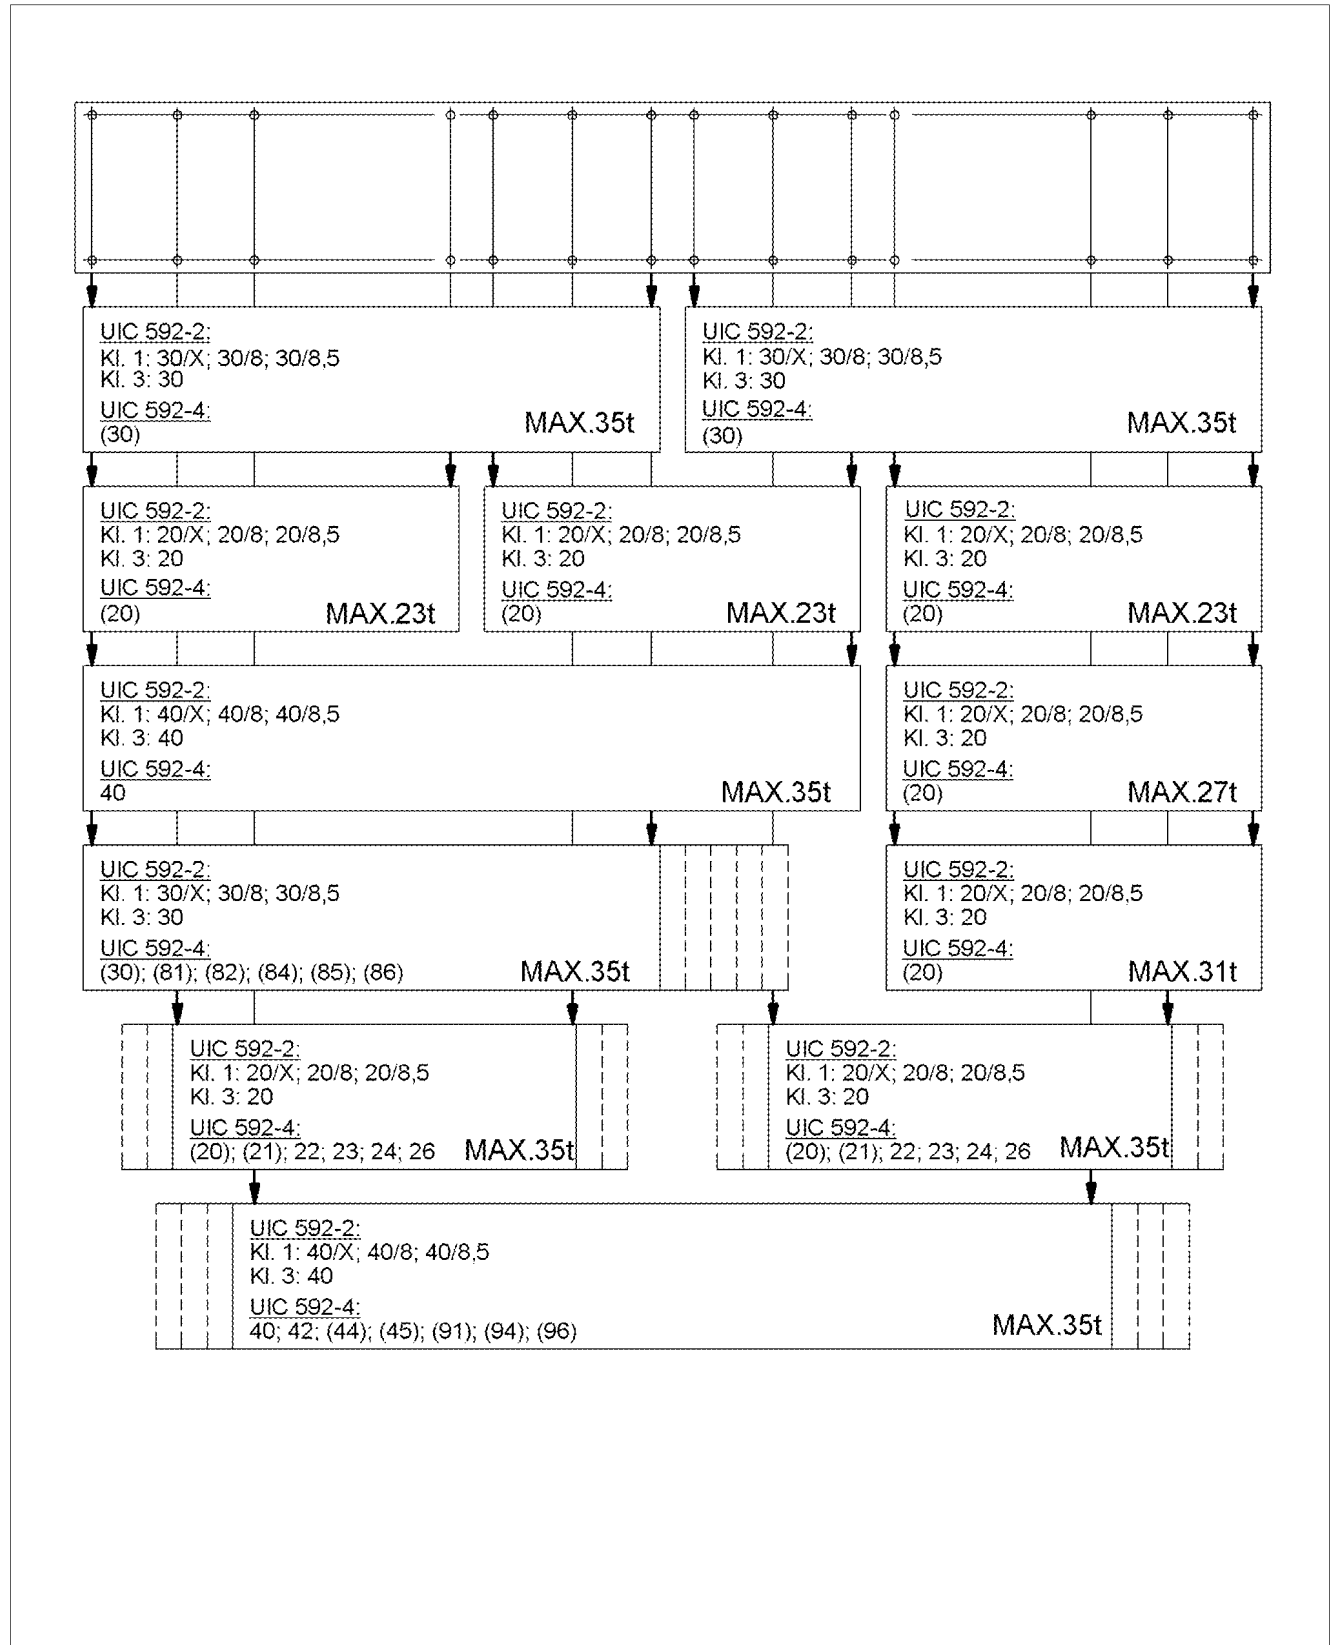 UIC 592-2:
Kl. 1: 30/X; 30/8; 30/8,5
Kl. 3: 30
UIC 592-4:
(30)
MAX.35t
UIC 592-2:
Kl. 1: 30/X; 30/8; 30/8,5
Kl. 3: 30
UIC 592-4:
(30)
MAX.35t
UIC 592-2:
Kl. 1: 20/X; 20/8; 20/8,5
Kl. 3: 20
UIC 592-4:
(20)
MAX.23t
UIC 592-2:
Kl. 1: 20/X; 20/8; 20/8,5
Kl. 3: 20
UIC 592-4:
(20)
MAX.23t
UIC 592-2:
Kl. 1: 20/X; 20/8; 20/8,5
Kl. 3: 20
UIC 592-4:
(20)
MAX.23t
UIC 592-2:
Kl. 1: 40/X; 40/8; 40/8,5
Kl. 3: 40
UIC 592-4:
40
MAX.35t
UIC 592-2:
Kl. 1: 20/X; 20/8; 20/8,5
Kl. 3: 20
UIC 592-4:
(20)
MAX.27t
UIC 592-2:
Kl. 1: 30/X; 30/8; 30/8,5
Kl. 3: 30
UIC 592-4:
(30); (81); (82); (84); (85); (86)
MAX.35t
UIC 592-2:
Kl. 1: 20/X; 20/8; 20/8,5
Kl. 3: 20
UIC 592-4:
(20)
MAX.31t
UIC 592-2:
Kl. 1: 20/X; 20/8; 20/8,5
Kl. 3: 20
UIC 592-4:
(20); (21); 22; 23; 24; 26
MAX.35t
UIC 592-2:
Kl. 1: 20/X; 20/8; 20/8,5
Kl. 3: 20
UIC 592-4:
(20); (21); 22; 23; 24; 26
MAX.35t
UIC 592-2:
Kl. 1: 40/X; 40/8; 40/8,5
Kl. 3: 40
UIC 592-4:
40; 42; (44); (45); (91); (94); (96)
MAX.35t